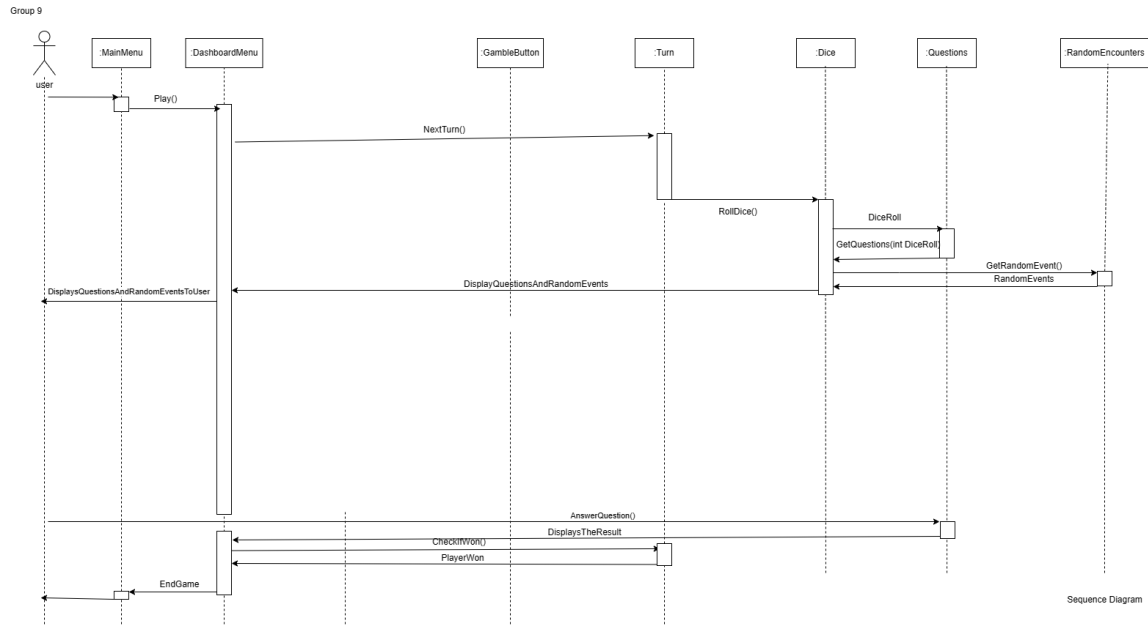 Group 9
:MainMenu
:DashboardMenu
:GambleButton
:Turn
:Dice
:Questions
:RandomEncounters
user
Play()
NextTurn()
RollDice()
DiceRoll
GetQuestions(int DiceRoll)
GetRandomEvent()
RandomEvents
DisplayQuestionsAndRandomEvents
DisplaysQuestionsAndRandomEventsToUser
AnswerQuestion()
DisplaysTheResult
CheckIfWon()
PlayerWon
EndGame
Sequence Diagram